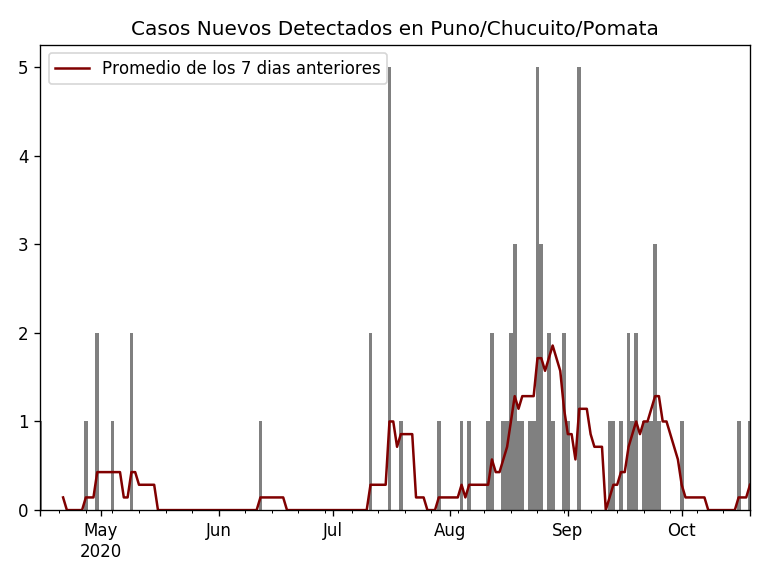 Casos Nuevos Detectados en Puno/Chucuito/Pomata
Promedio de los 7 dias anteriores
5
4
3
2
1
0
May
2020
Jun
Jul
Aug
Sep
Oct